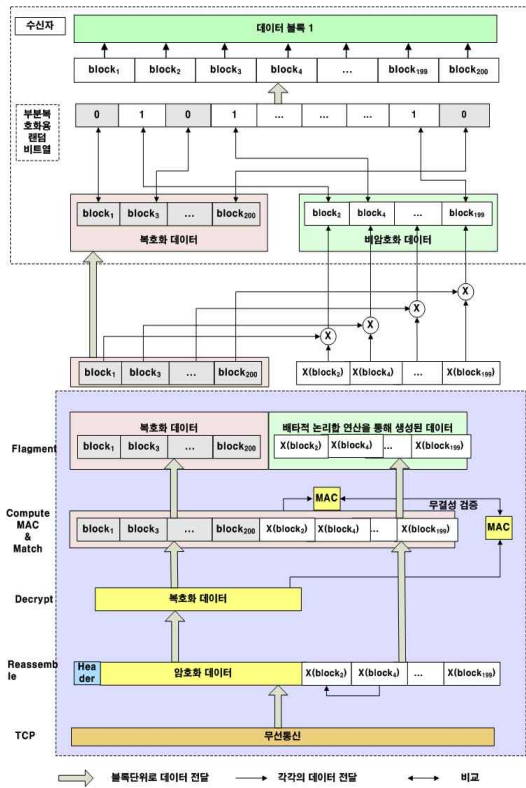 수신자
데이터 블록 1
block1 block2 block3 block4 ... block199 block200
부분복
호화용
랜덤
비트열
0 1 0 1 ... ... ... 1 0
block1 block3 ... block200
복호화 데이터
block2 block4 ... block199
비암호화 데이터
X
X
X
X
block1 block3 ... block200
X(block2) X(block4) ... X(block199)
Flagment
복호화 데이터
block1 block3 ... block200
배타적 논리합 연산을 통해 생성된 데이터
X(block2) X(block4) ... X(block199)
Compute
MAC
&
Match
MAC
무결성 검증
MAC
block1 block3 ... block200 X(block2) X(block4) ... X(block199)
Decrypt
복호화 데이터
Reassemb
le
Hea
der
암호화 데이터
X(block2) X(block4) ... X(block199)
TCP
무선통신
블록단위로 데이터 전달
각각의 데이터 전달
비교